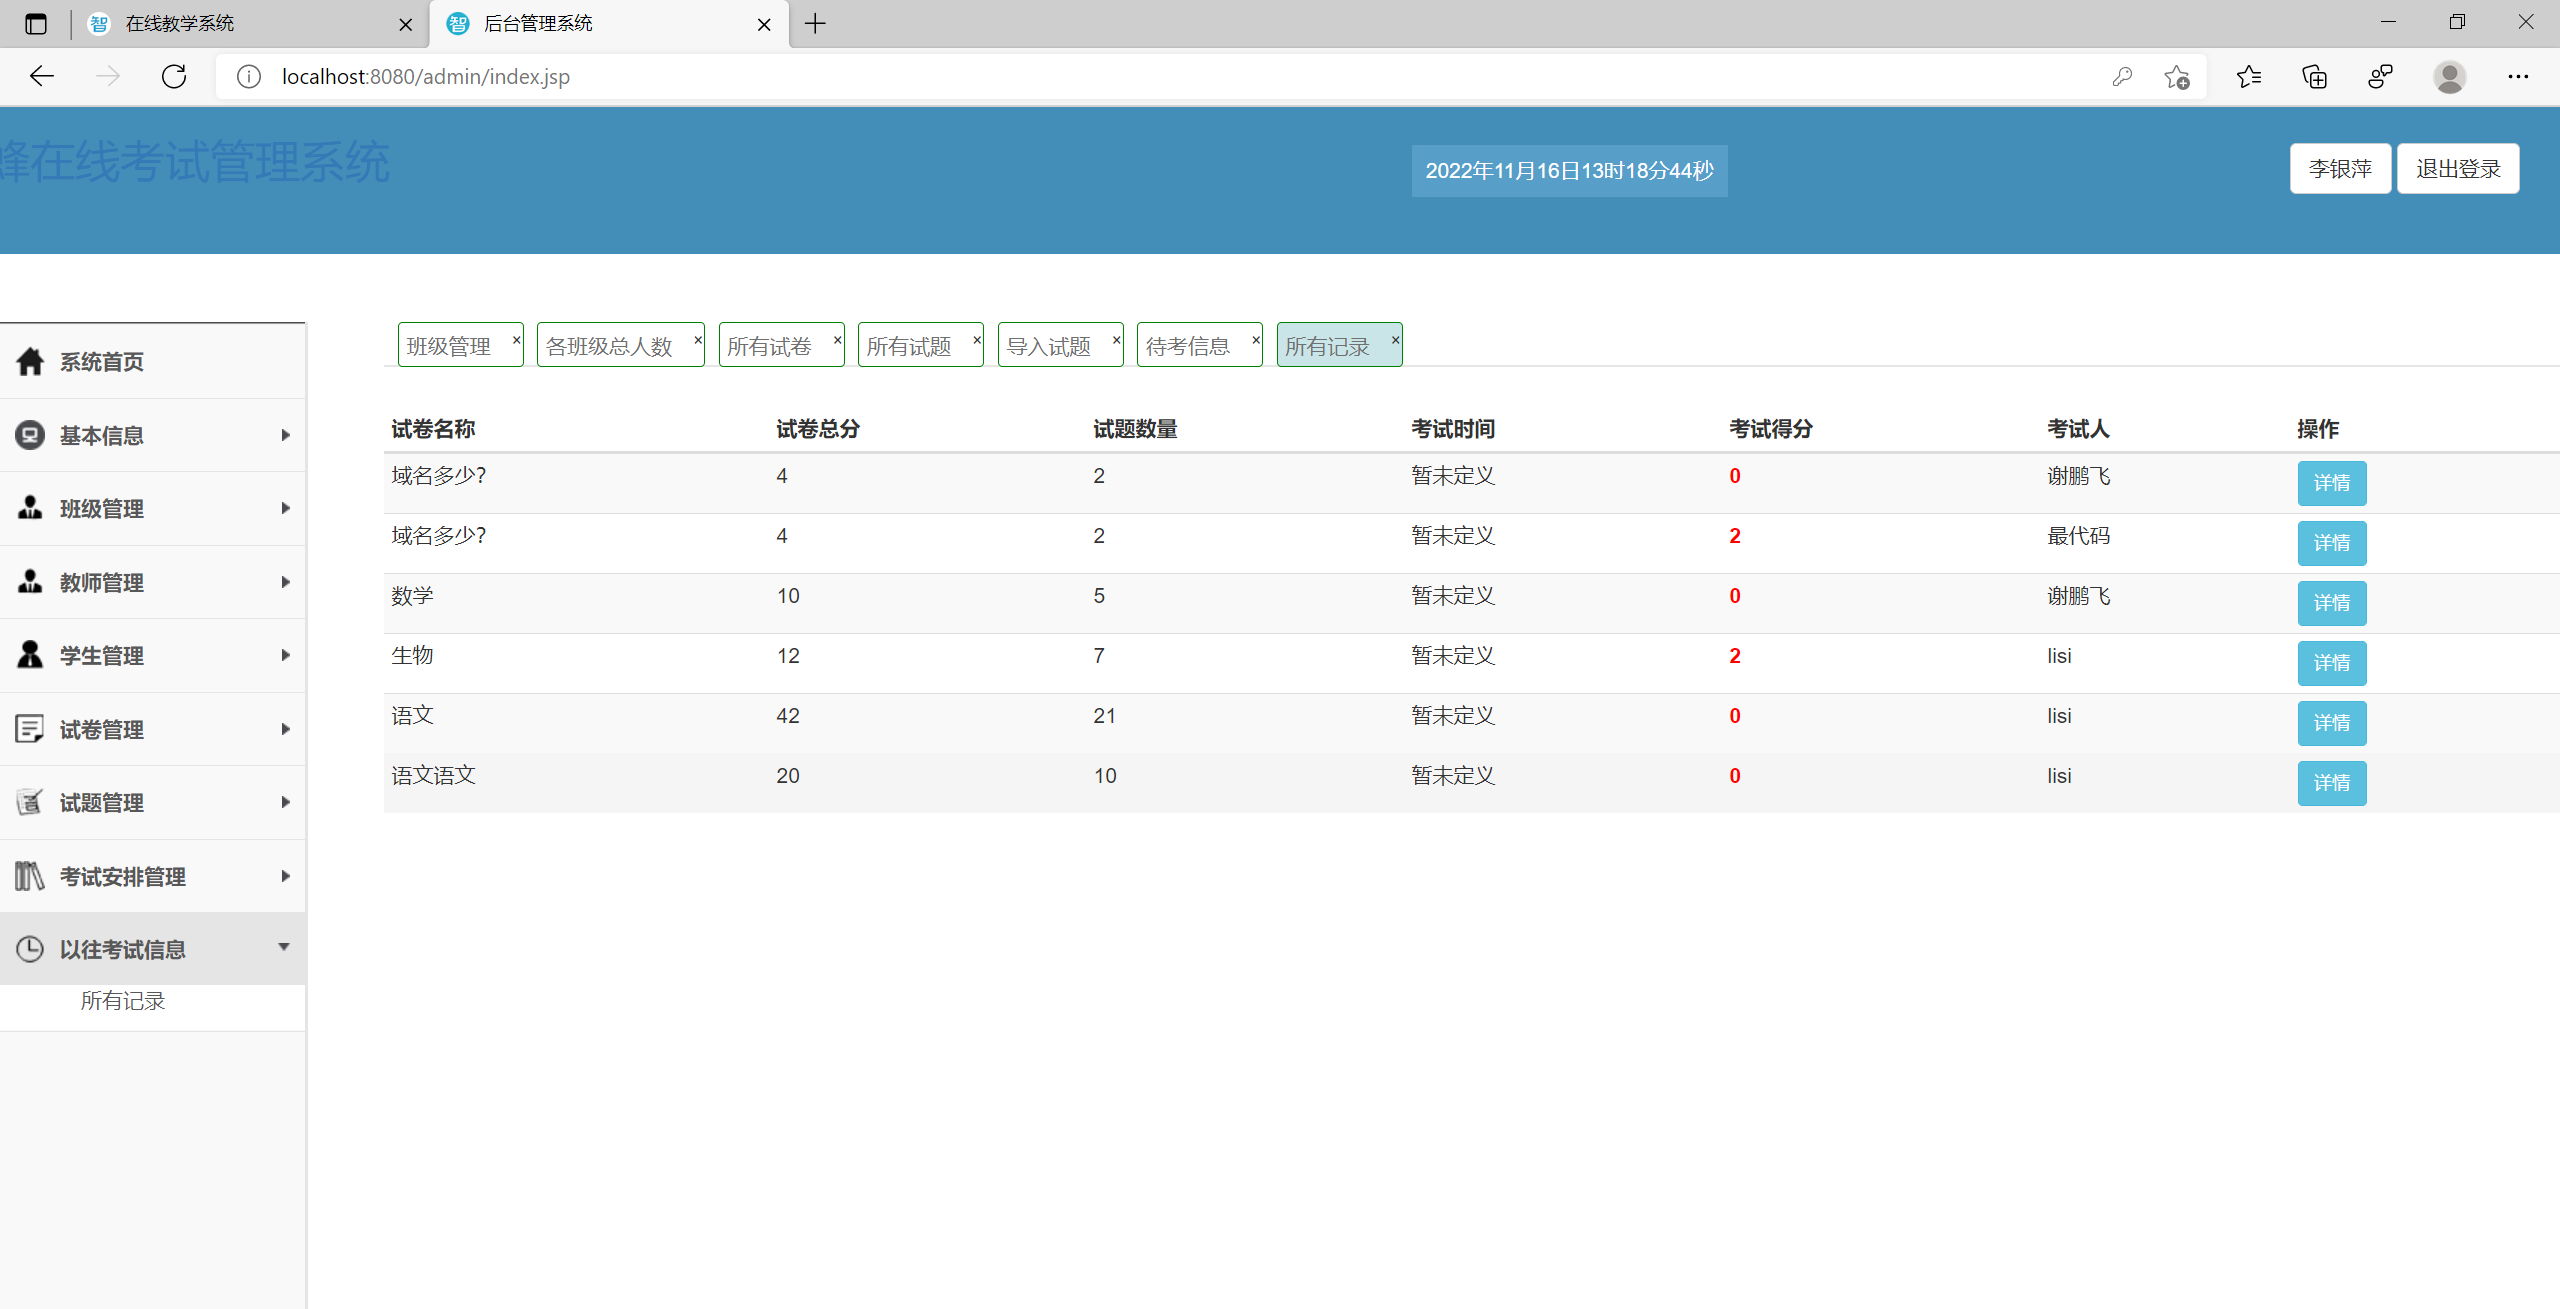 在线教学系统
后台管理系统
localhost:8080/admin/index.jsp
蜂在线考试管理系统
2022年11月16日13时18分44秒
李银萍 退出登录
系统首页
基本信息
班级管理
教师管理
学生管理
试卷管理
试题管理
考试安排管理
以往考试信息
所有记录
班级管理 × 各班级总人数 × 所有试卷 × 所有试题 × 导入试题 × 待考信息 × 所有记录 ×
试卷名称 试卷总分 试题数量 考试时间 考试得分 考试人 操作
域名多少? 4 2 暂未定义 0 谢鹏飞 详情
域名多少? 4 2 暂未定义 2 最代码 详情
数学 10 5 暂未定义 0 谢鹏飞 详情
生物 12 7 暂未定义 2 lisi 详情
语文 42 21 暂未定义 0 lisi 详情
语文语文 20 10 暂未定义 0 lisi 详情